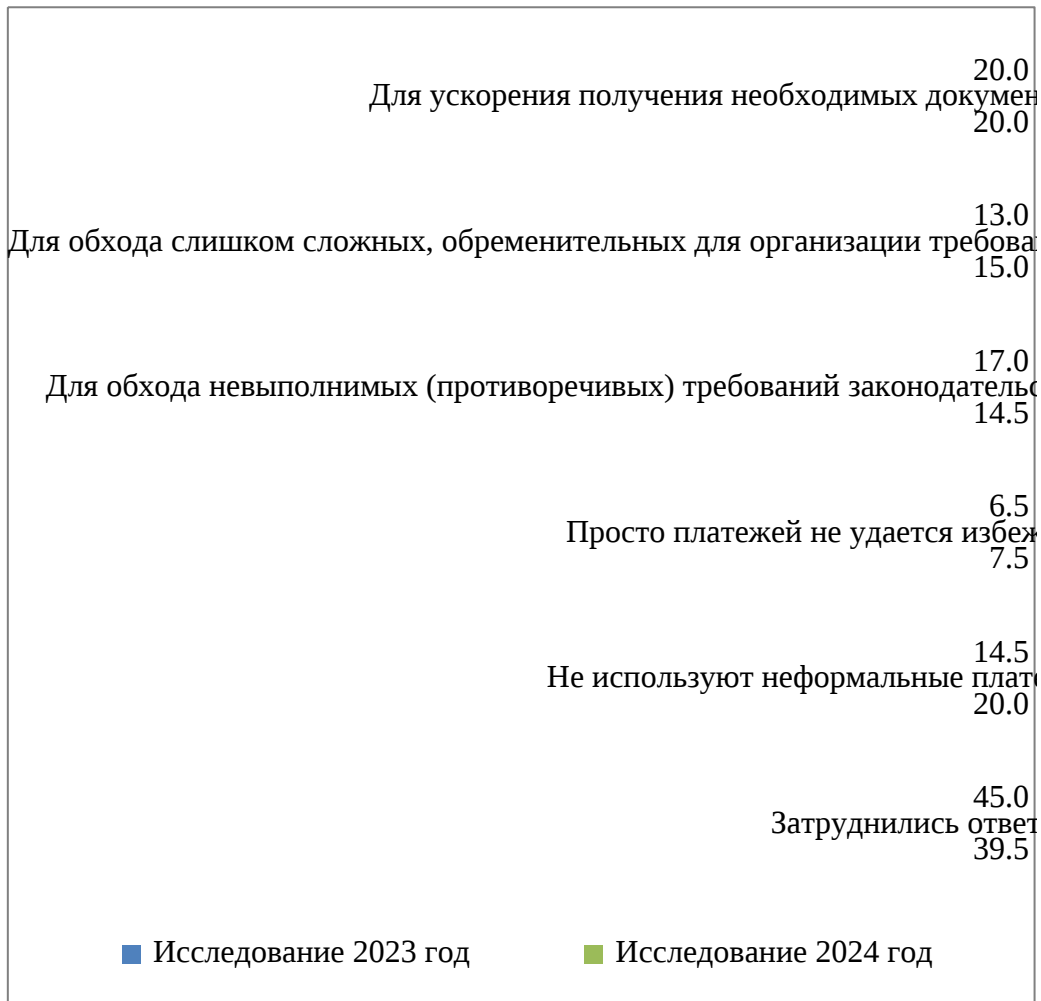 20.0
Для ускорения получения необходимых докумен
20.0
13.0
Для обхода слишком сложных, обременительных для организации требова
15.0
17.0
Для обхода невыполнимых (противоречивых) требований законодательс
14.5
6.5
Просто платежей не удается избеж
7.5
14.5
Не используют неформальные плате
20.0
45.0
Затруднились ответ
39.5
Исследование 2023 год
Исследование 2024 год